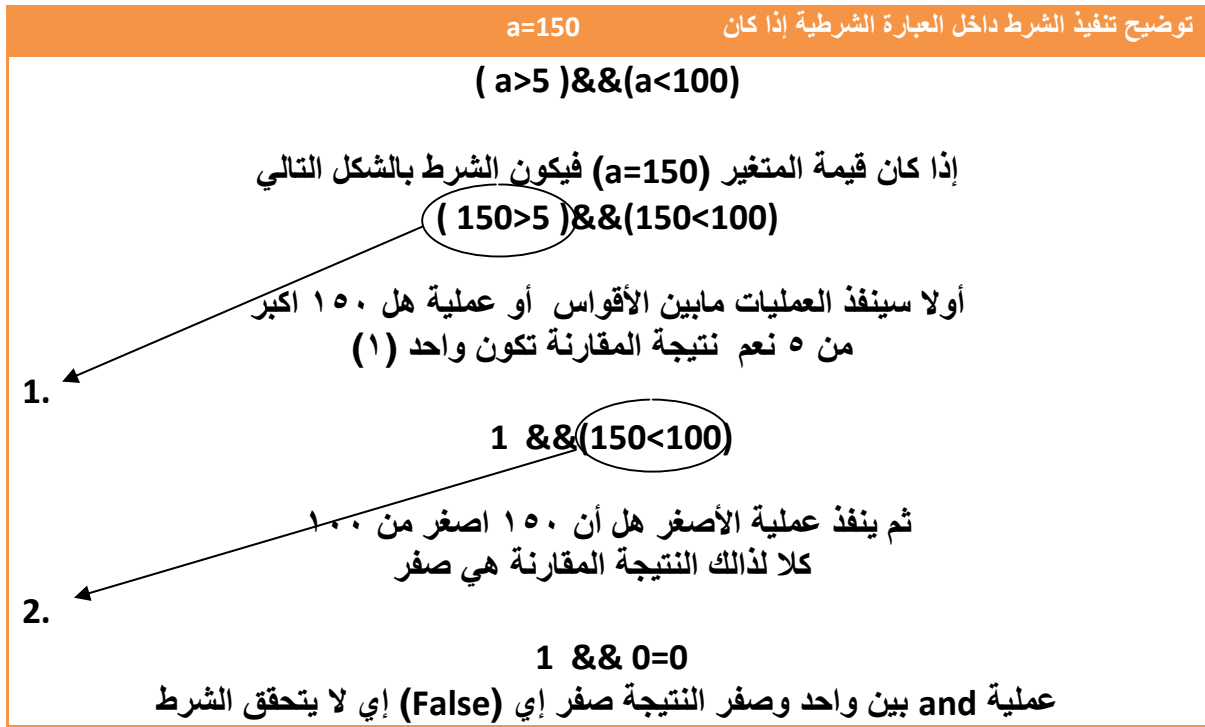 توضيح تنفيذ الشرط داخل العبارة الشرطية إذا كان a=150
( a>5 )&&(a<100)
إذا كان قيمة المتغير (a=150) فيكون الشرط بالشكل التالي
( 150>5 )&&(150<100)
أولا سينفذ العمليات مابين الأقواس أو عملية هل ١٥٠ اكبر
من ٥ نعم نتيجة المقارنة تكون واحد (١)
1.
1 &&(150<100)
ثم ينفذ عملية الأصغر هل أن ١٥٠ اصغر من ١٠٠
كلا لذالك النتيجة المقارنة هي صفر
2.
1 && 0=0
عملية and بين واحد وصفر النتيجة صفر إي (False) إي لا يتحقق الشرط